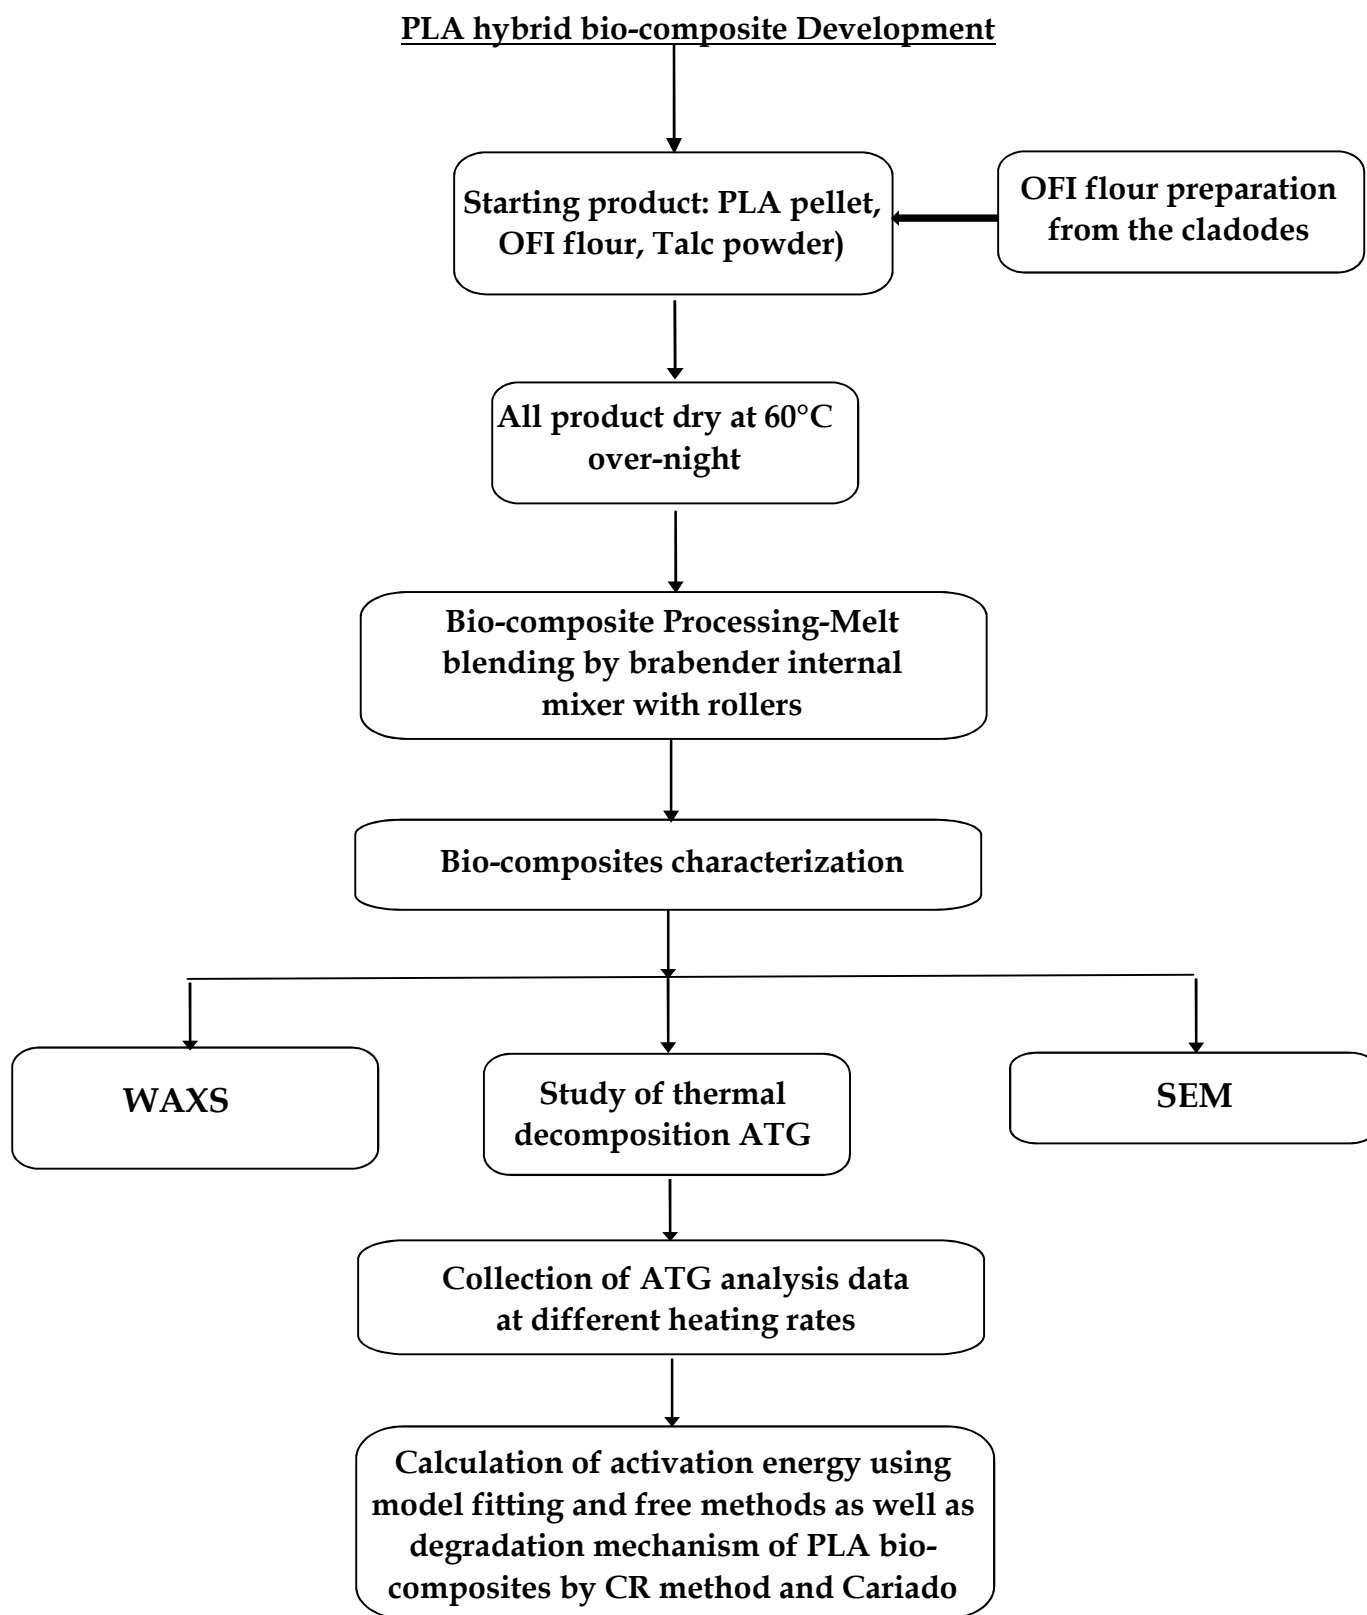 PLA hybrid bio-composite Development
Starting product: PLA pellet,
OFI flour, Talc powder)
OFI flour preparation
from the cladodes
All product dry at 60°C
over-night
Bio-composite Processing-Melt
blending by brabender internal
mixer with rollers
Bio-composites characterization
WAXS
Study of thermal
decomposition ATG
SEM
Collection of ATG analysis data
at different heating rates
Calculation of activation energy using
model fitting and free methods as well as
degradation mechanism of PLA bio-
composites by CR method and Cariado